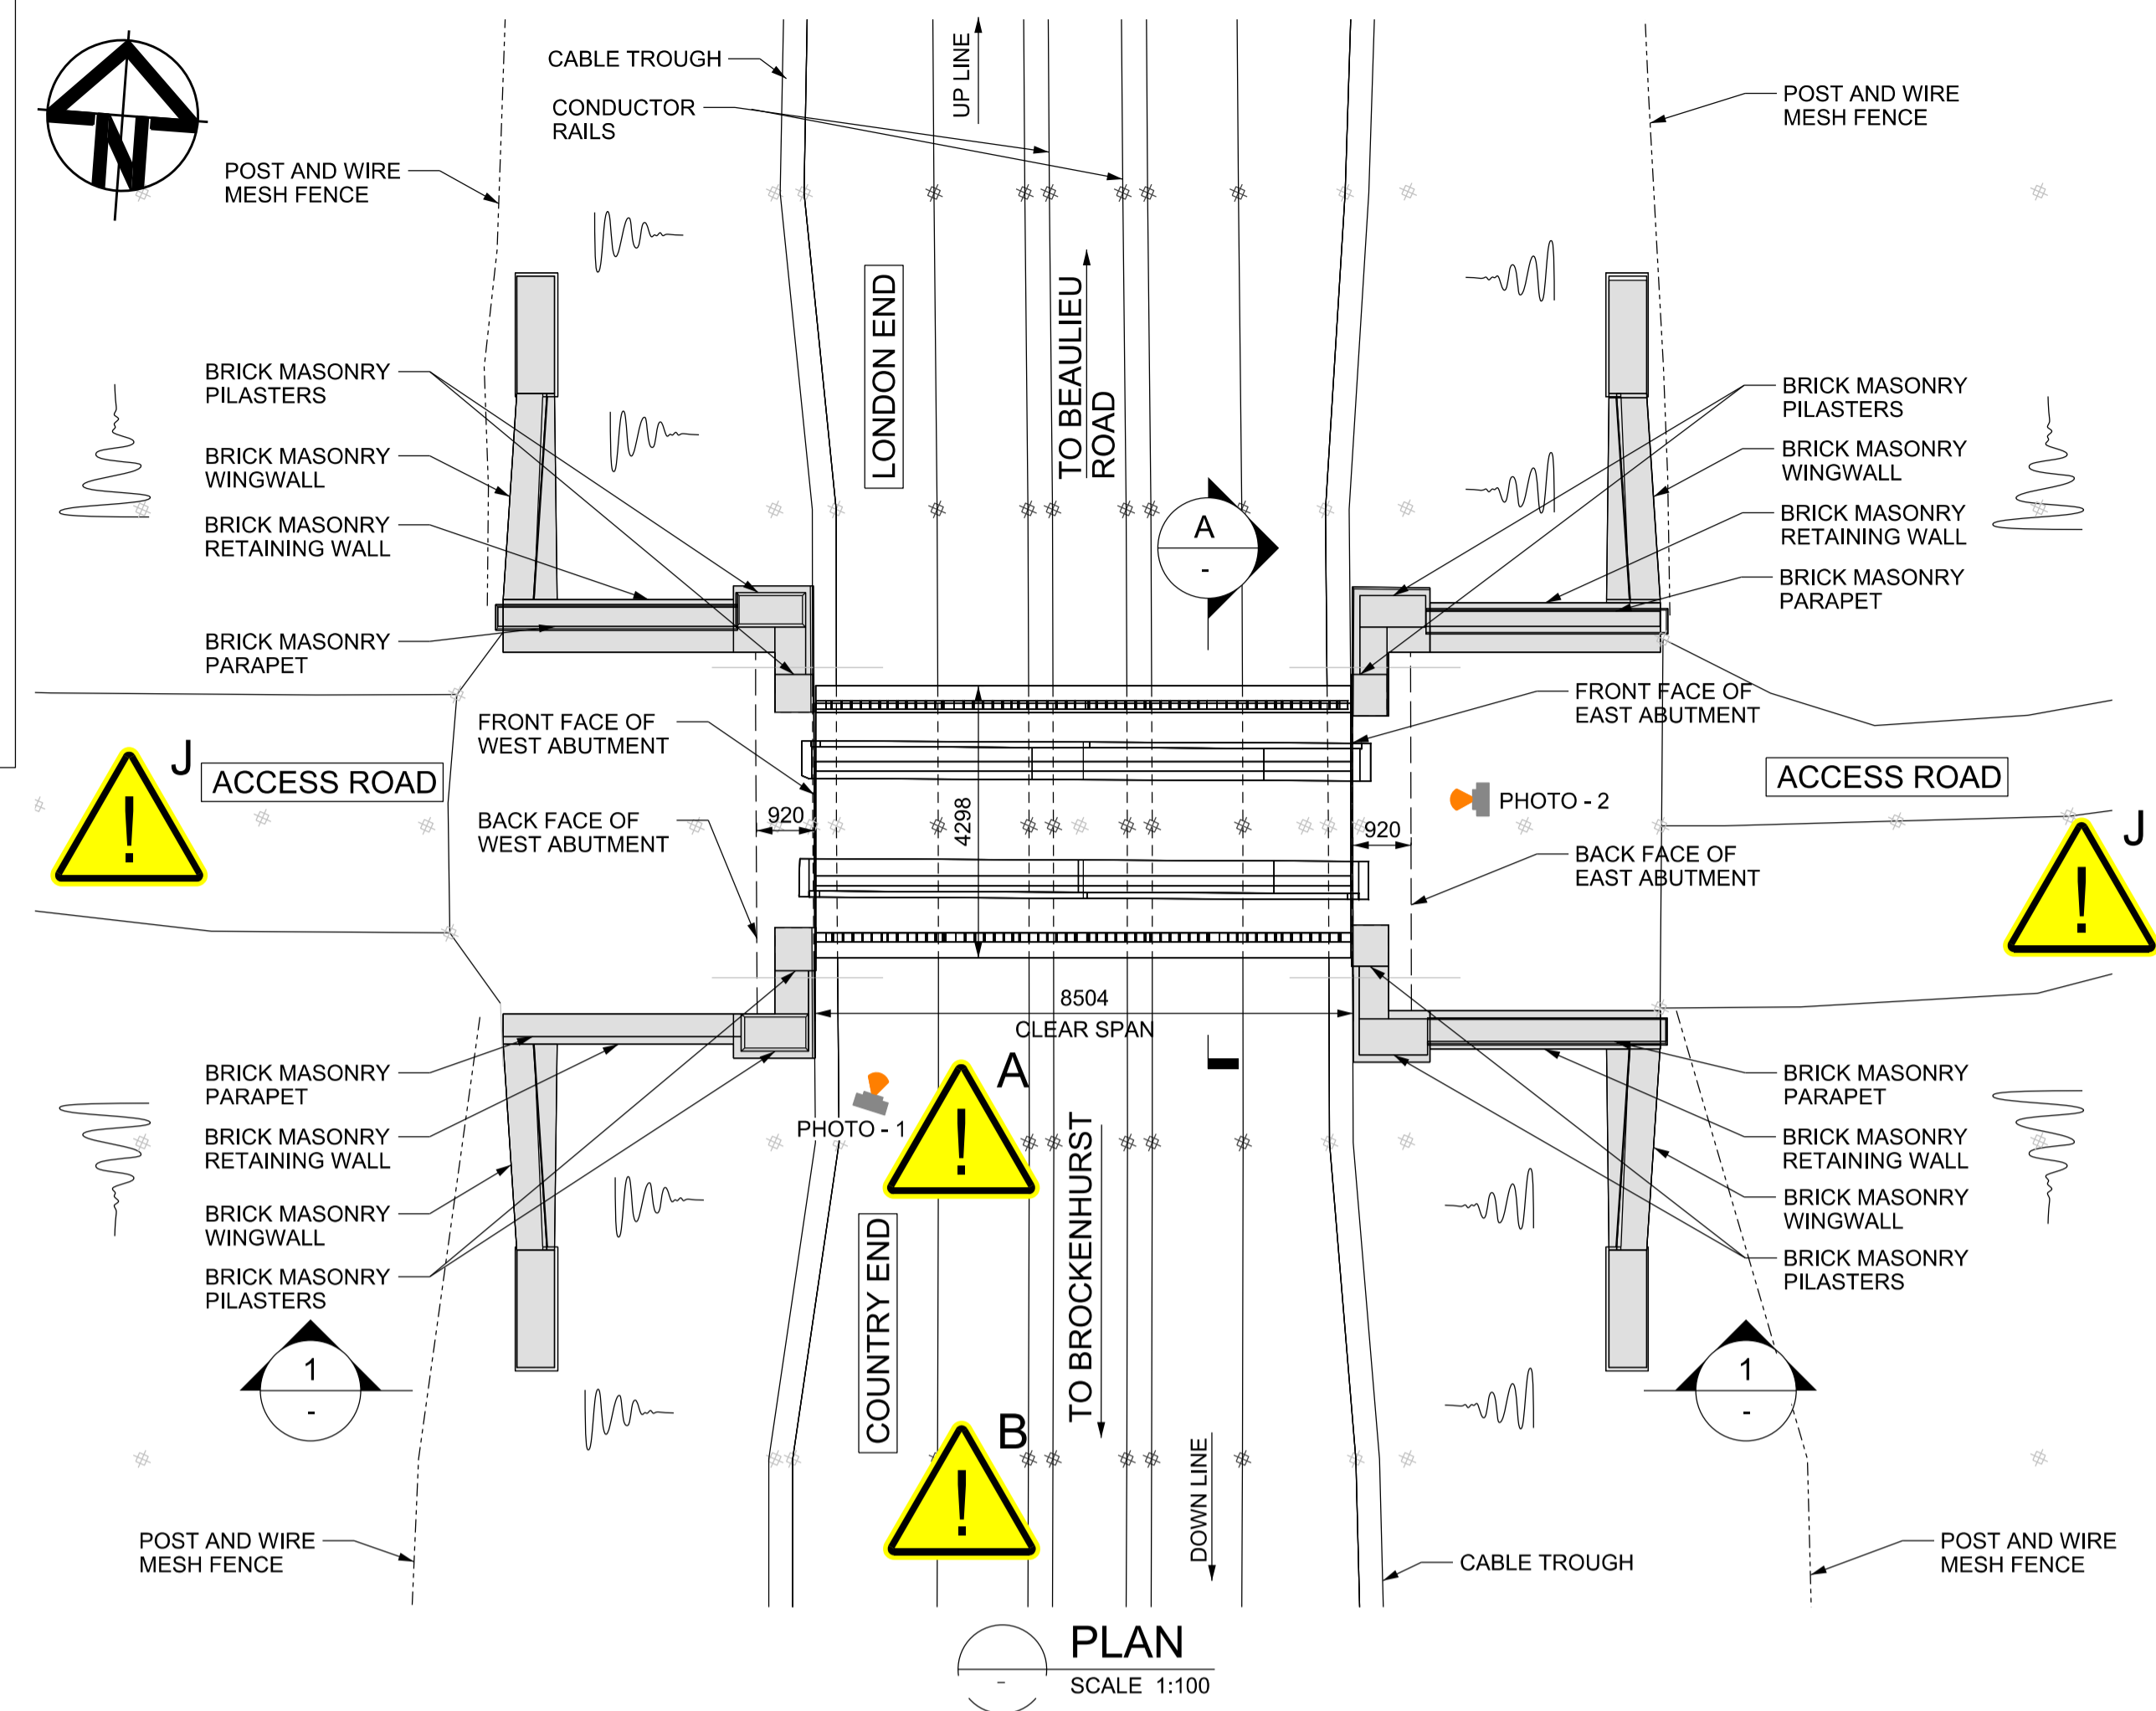 N
CABLE TROUGH
CONDUCTOR
RAILS
UP LINE
POST AND WIRE
MESH FENCE
POST AND WIRE
MESH FENCE
LONDON END
TO BEAULIEU
ROAD
BRICK MASONRY
PILASTERS
BRICK MASONRY
WINGWALL
BRICK MASONRY
RETAINING WALL
BRICK MASONRY
PARAPET
A
-
BRICK MASONRY
PILASTERS
BRICK MASONRY
WINGWALL
BRICK MASONRY
RETAINING WALL
BRICK MASONRY
PARAPET
FRONT FACE OF
WEST ABUTMENT
FRONT FACE OF
EAST ABUTMENT
J
!
ACCESS ROAD
BACK FACE OF
WEST ABUTMENT
920
4298
920
PHOTO - 2
ACCESS ROAD
BACK FACE OF
EAST ABUTMENT
J
!
8504
CLEAR SPAN
BRICK MASONRY
PARAPET
BRICK MASONRY
RETAINING WALL
BRICK MASONRY
WINGWALL
BRICK MASONRY
PILASTERS
PHOTO - 1
A
!
COUNTRY END
TO BROCKENHURST
BRICK MASONRY
PARAPET
BRICK MASONRY
RETAINING WALL
BRICK MASONRY
WINGWALL
BRICK MASONRY
PILASTERS
1
-
1
-
B
!
DOWN LINE
POST AND WIRE
MESH FENCE
CABLE TROUGH
POST AND WIRE
MESH FENCE
-
PLAN
SCALE 1:100